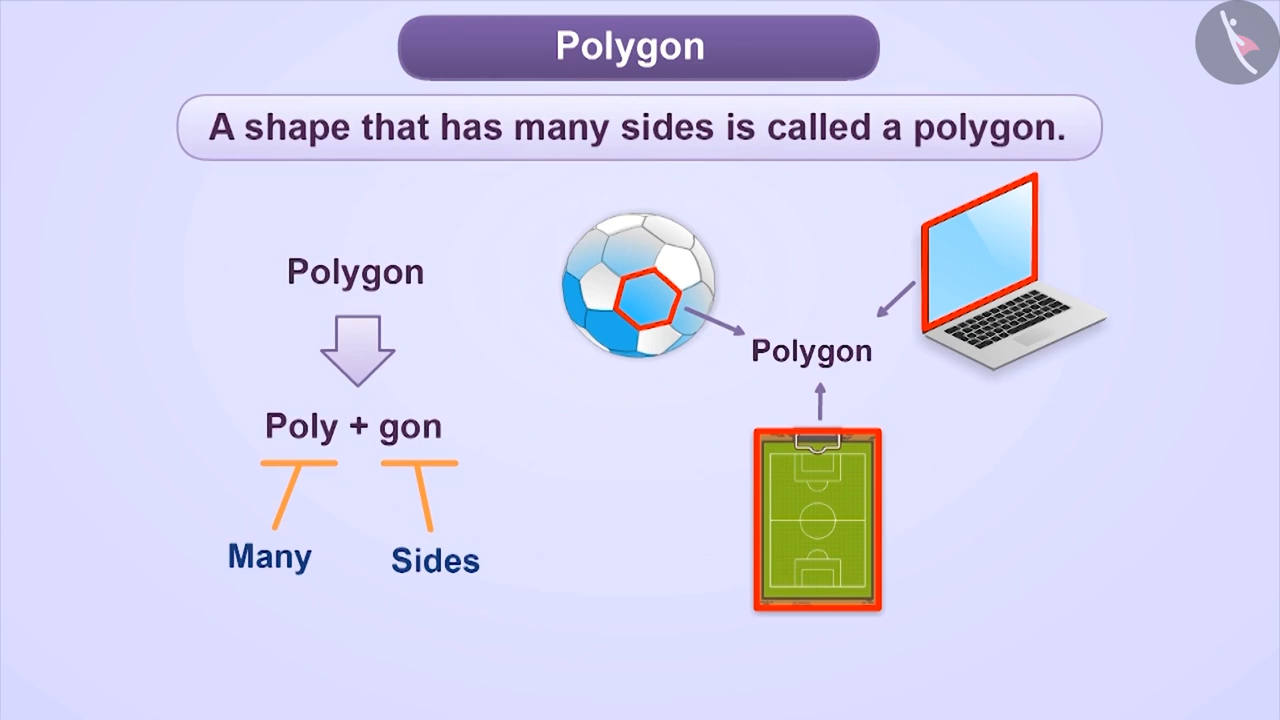 Polygon
A shape that has many sides is called a polygon.
Polygon
Poly + gon
Many
Sides
Polygon